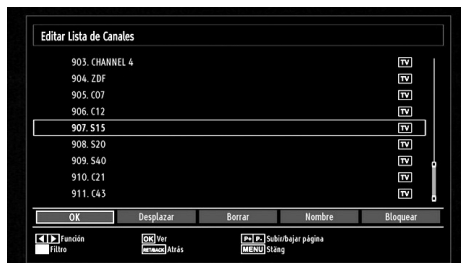 Editar Lista de Canales
903. CHANNEL 4 TV
904. ZDF TV
905. C07 TV
906. C12 TV
907. S15 TV
908. S20 TV
909. S40 TV
910. C21 TV
911. C43 TV
OK Desplazar Borrar Nombre Bloquear
Función OK Ver P+ P- Subir/bajar página
Filtro RET/BACK Atrás MENU Stäng